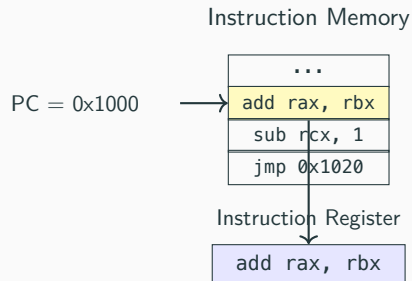 Instruction Memory
...
PC = 0x1000
add rax, rbx
sub rcx, 1
jmp 0x1020
Instruction Register
add rax, rbx